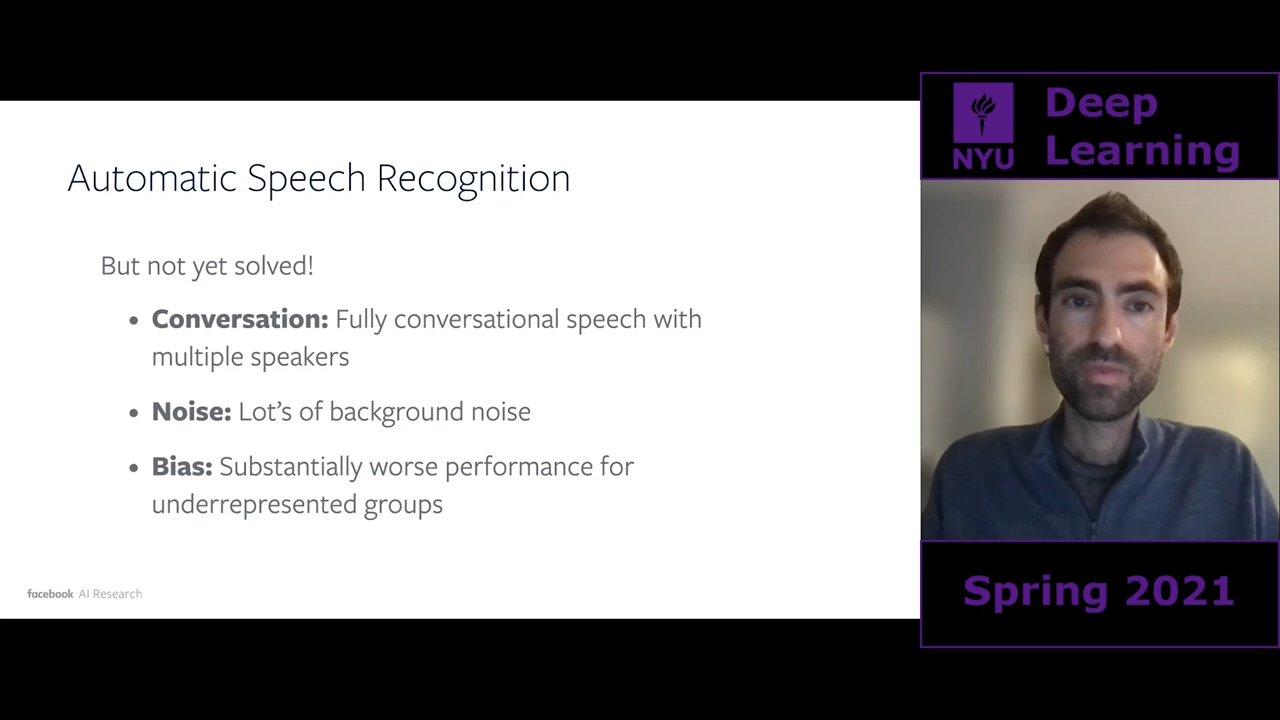 Automatic Speech Recognition
But not yet solved!
• Conversation: Fully conversational speech with
multiple speakers
• Noise: Lot’s of background noise
• Bias: Substantially worse performance for
underrepresented groups
facebook AI Research
NYU
Deep
Learning
Spring 2021